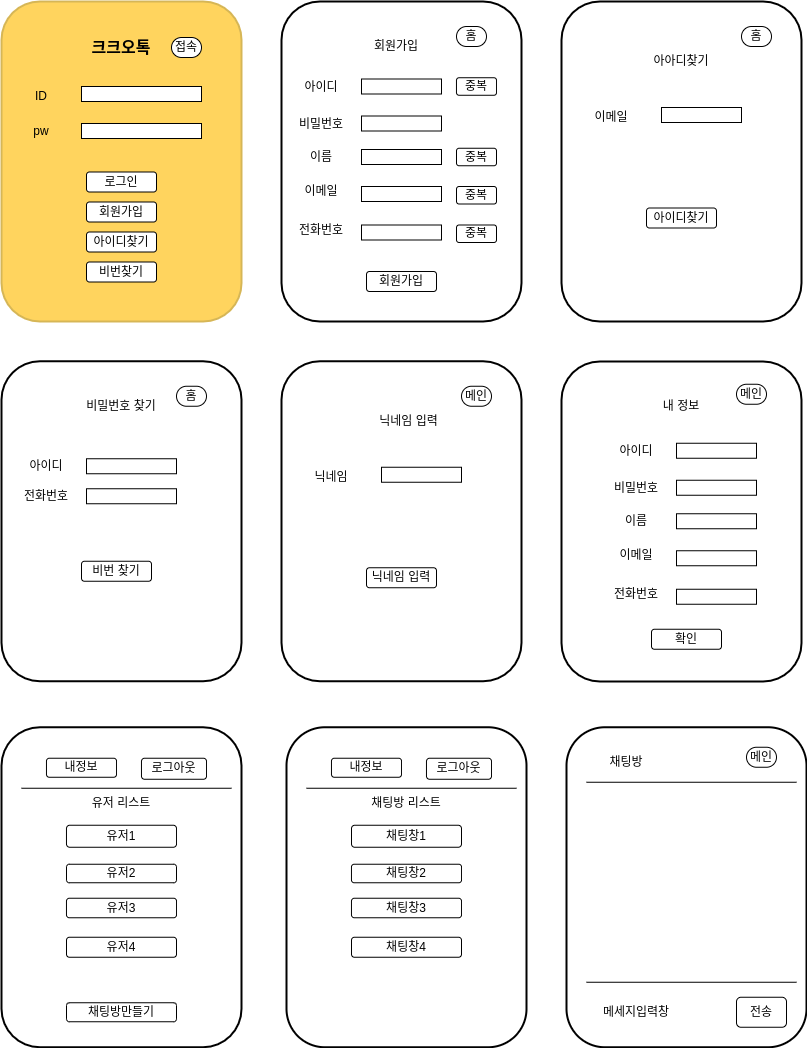 크크오톡 접속
ID
pw
로그인
회원가입
아이디찾기
비번찾기
홈
회원가입
아이디 중복
비밀번호
이름 중복
이메일 중복
전화번호 중복
회원가입
홈
아아디찾기
이메일
아이디찾기
비밀번호 찾기 홈
아이디
전화번호
비번 찾기
메인
닉네임 입력
닉네임
닉네임 입력
내 정보 메인
아이디
비밀번호
이름
이메일
전화번호
확인
내정보 로그아웃
유저 리스트
유저1
유저2
유저3
유저4
채팅방만들기
내정보 로그아웃
채팅방 리스트
채팅창1
채팅창2
채팅창3
채팅창4
채팅방 메인
메세지입력창 전송